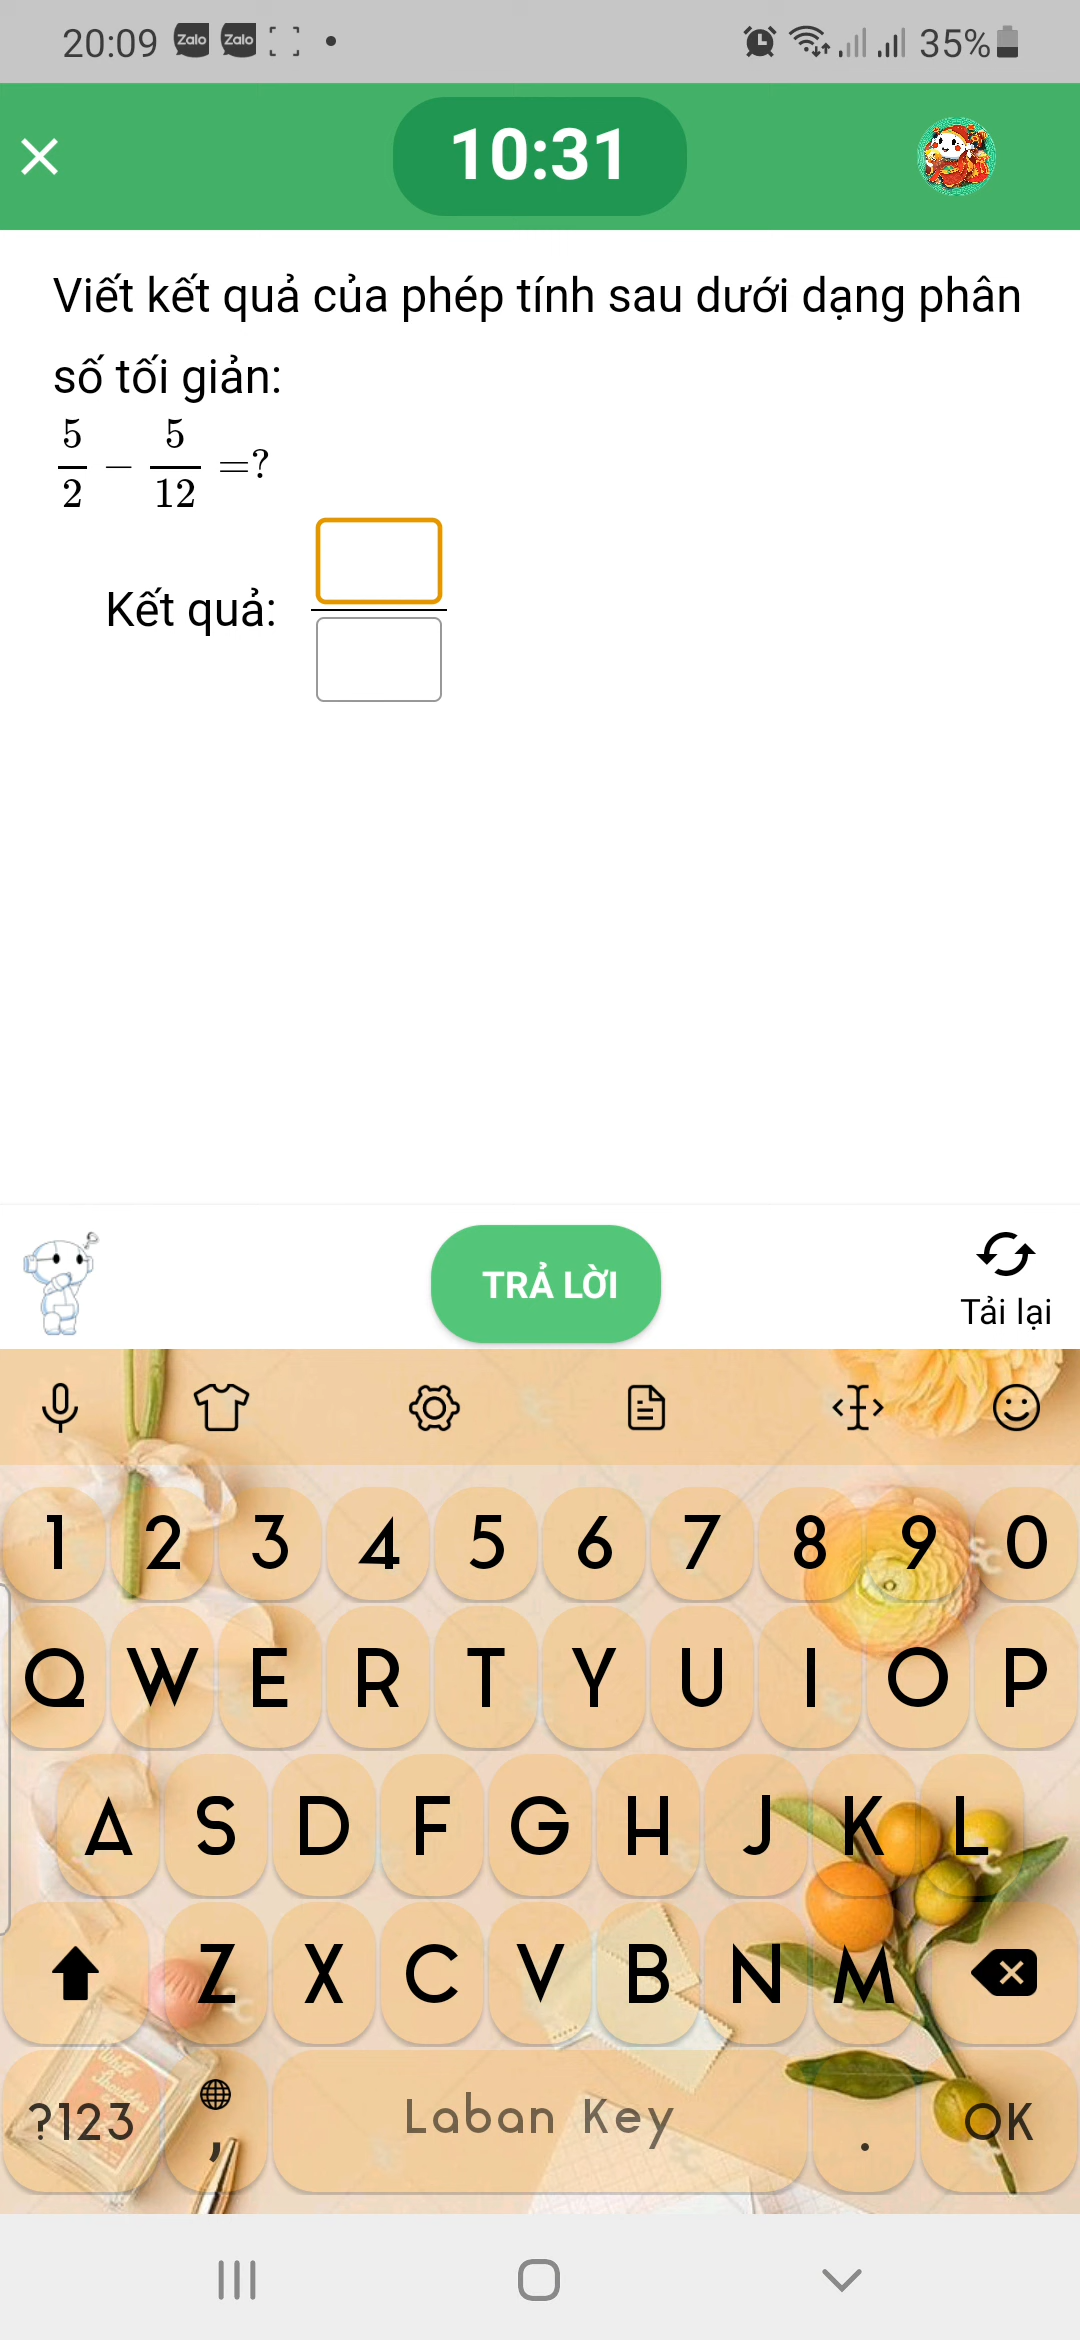 20:09 Zalo Zalo 35%
10:31
Viết kết quả của phép tính sau dưới dạng phân
số tối giản:
5/2 − 5/12 =?
Kết quả:
TRẢ LỜI
Tải lại
1 2 3 4 5 6 7 8 9 0
Q W E R T Y U I O P
A S D F G H J K L
Z X C V B N M
?123 , Laban Key . OK